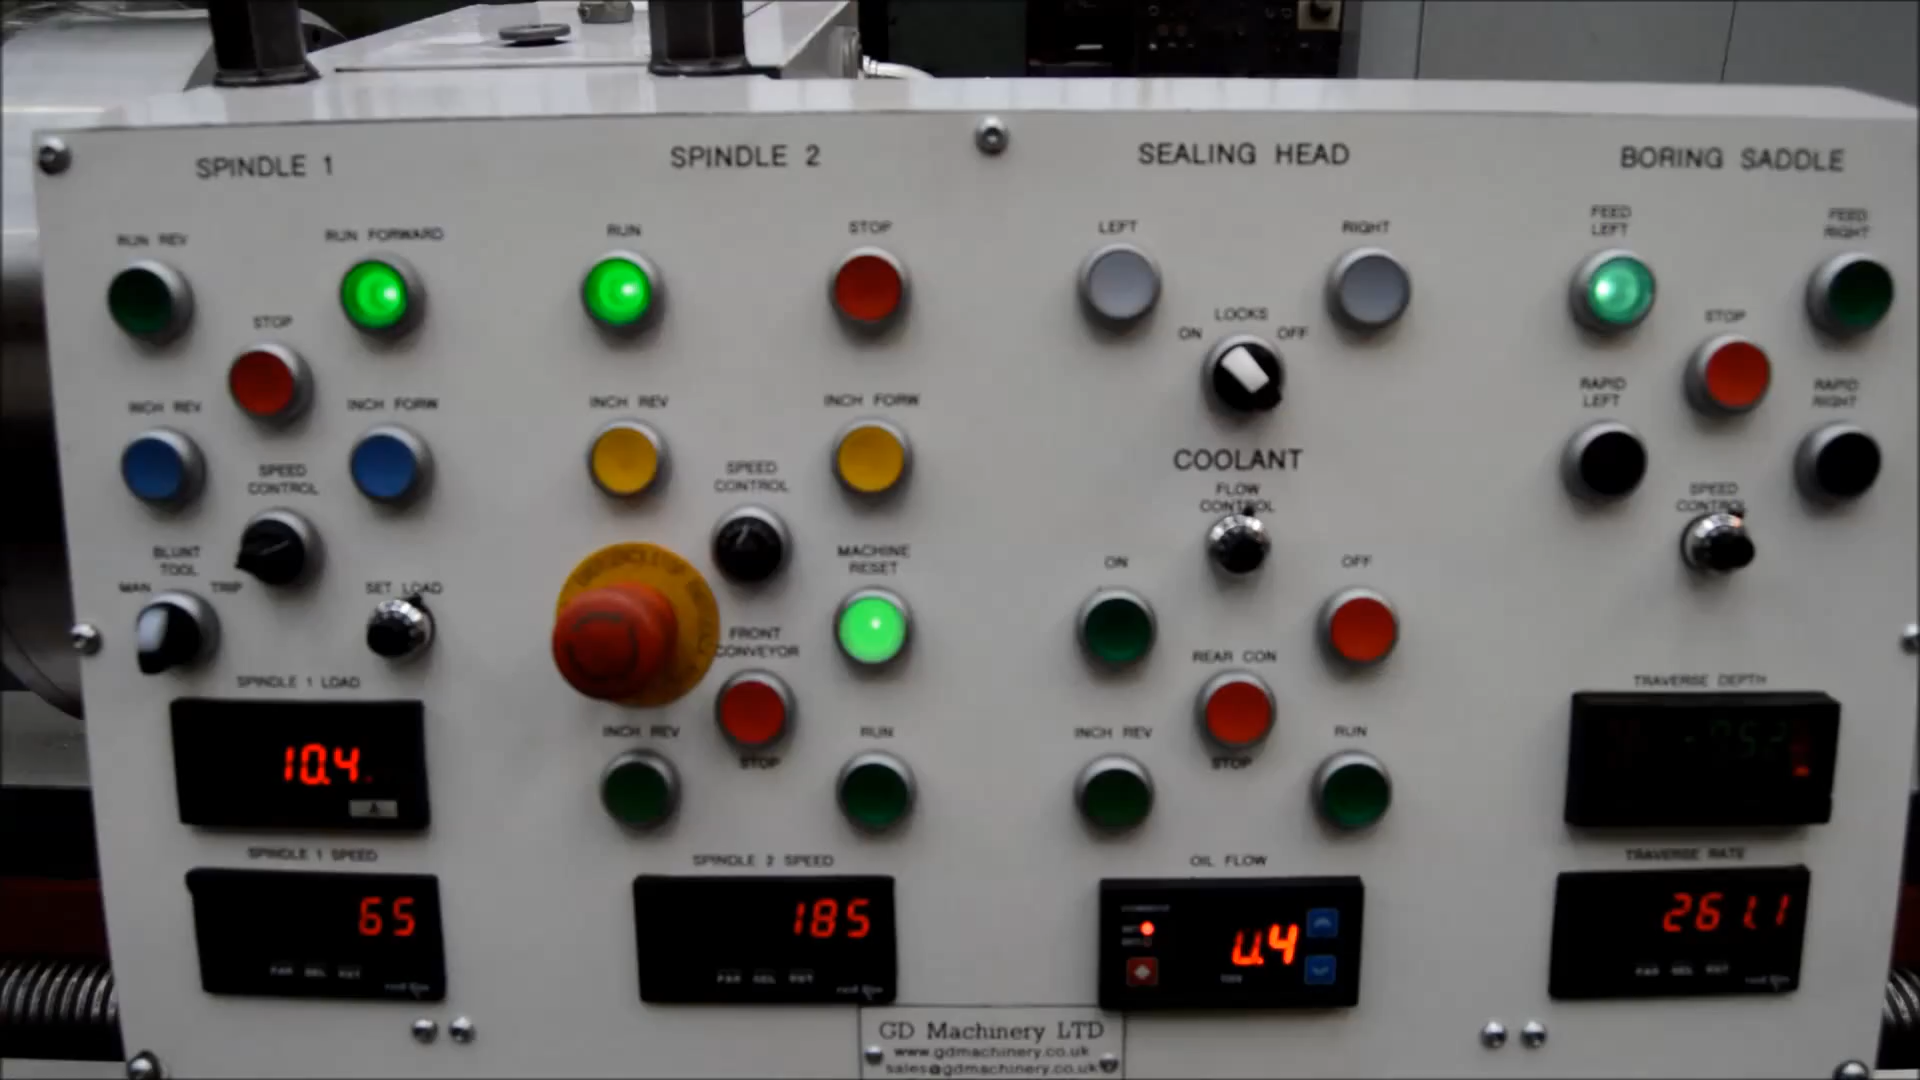 SPINDLE 1
SPINDLE 2
SEALING HEAD
BORING SADDLE
RUN REV
RUN FORWARD
RUN
STOP
LEFT
RIGHT
FEED LEFT
FEED RIGHT
STOP
LOCKS
ON
OFF
STOP
INCH REV
INCH FORW
INCH REV
INCH FORW
RAPID LEFT
RAPID RIGHT
COOLANT
SPEED CONTROL
SPEED CONTROL
FLOW CONTROL
SPEED CONTROL
BLUNT TOOL
MAN
TRIP
SET LOAD
MACHINE RESET
ON
OFF
FRONT CONVEYOR
REAR CON
SPINDLE 1 LOAD
TRAVERSE DEPTH
INCH REV
RUN
INCH REV
RUN
STOP
STOP
10.4
A
SPINDLE 1 SPEED
SPINDLE 2 SPEED
OIL FLOW
TRAVERSE RATE
65
185
261.1
PAR SEL RST
PAR SEL RST
PAR SEL RST
GD Machinery LTD
www.gdmachinery.co.uk
sales@gdmachinery.co.uk